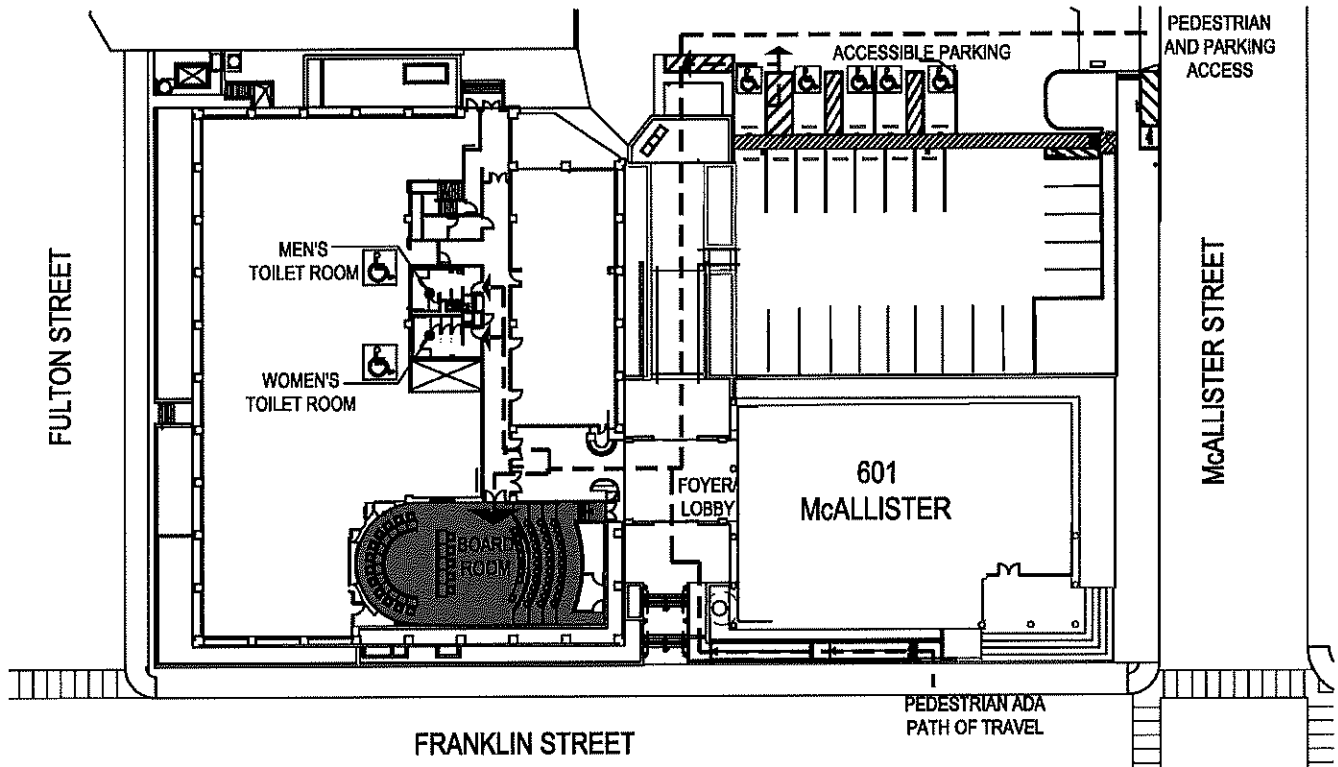 PEDESTRIAN
AND PARKING
ACCESS
ACCESSIBLE PARKING
MEN'S
TOILET ROOM
WOMEN'S
TOILET ROOM
FULTON STREET
McALLISTER STREET
FOYER/
LOBBY
601
McALLISTER
BOARD
ROOM
PEDESTRIAN ADA
PATH OF TRAVEL
FRANKLIN STREET